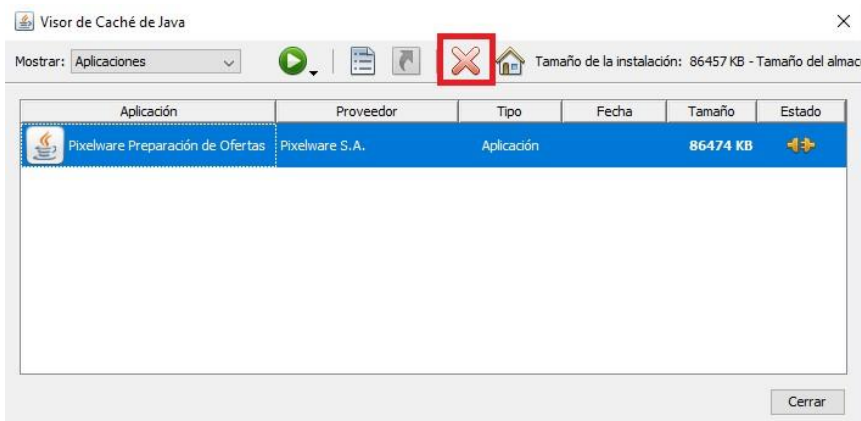 Visor de Caché de Java
Mostrar: Aplicaciones Tamaño de la instalación: 86457 KB - Tamaño del almac
Aplicación Proveedor Tipo Fecha Tamaño Estado
Pixelware Preparación de Ofertas Pixelware S.A. Aplicación 86474 KB
Cerrar